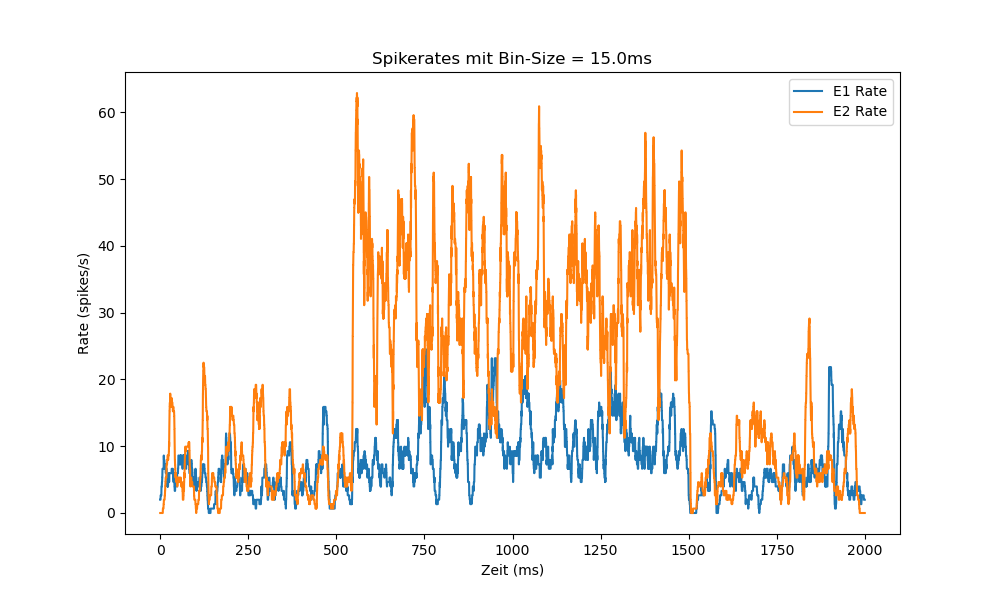 Spikerates mit Bin-Size = 15.0ms
E1 Rate
E2 Rate
60
50
40
30
20
10
0
Rate (spikes/s)
0 250 500 750 1000 1250 1500 1750 2000
Zeit (ms)